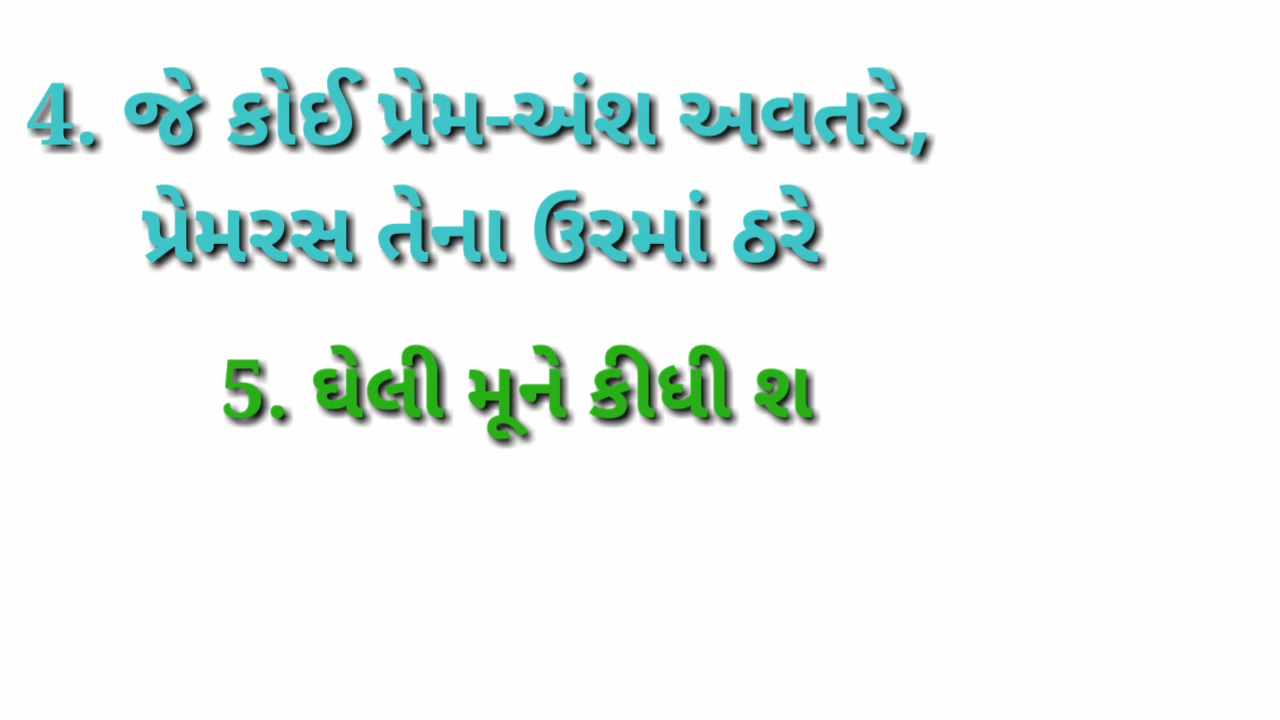 4. જે કોઈ પ્રેમ-અંશ અવતરે,
પ્રેમરસ તેના ઉરમાં ઠરે
5. ઘેલી મૂને કીધી શ